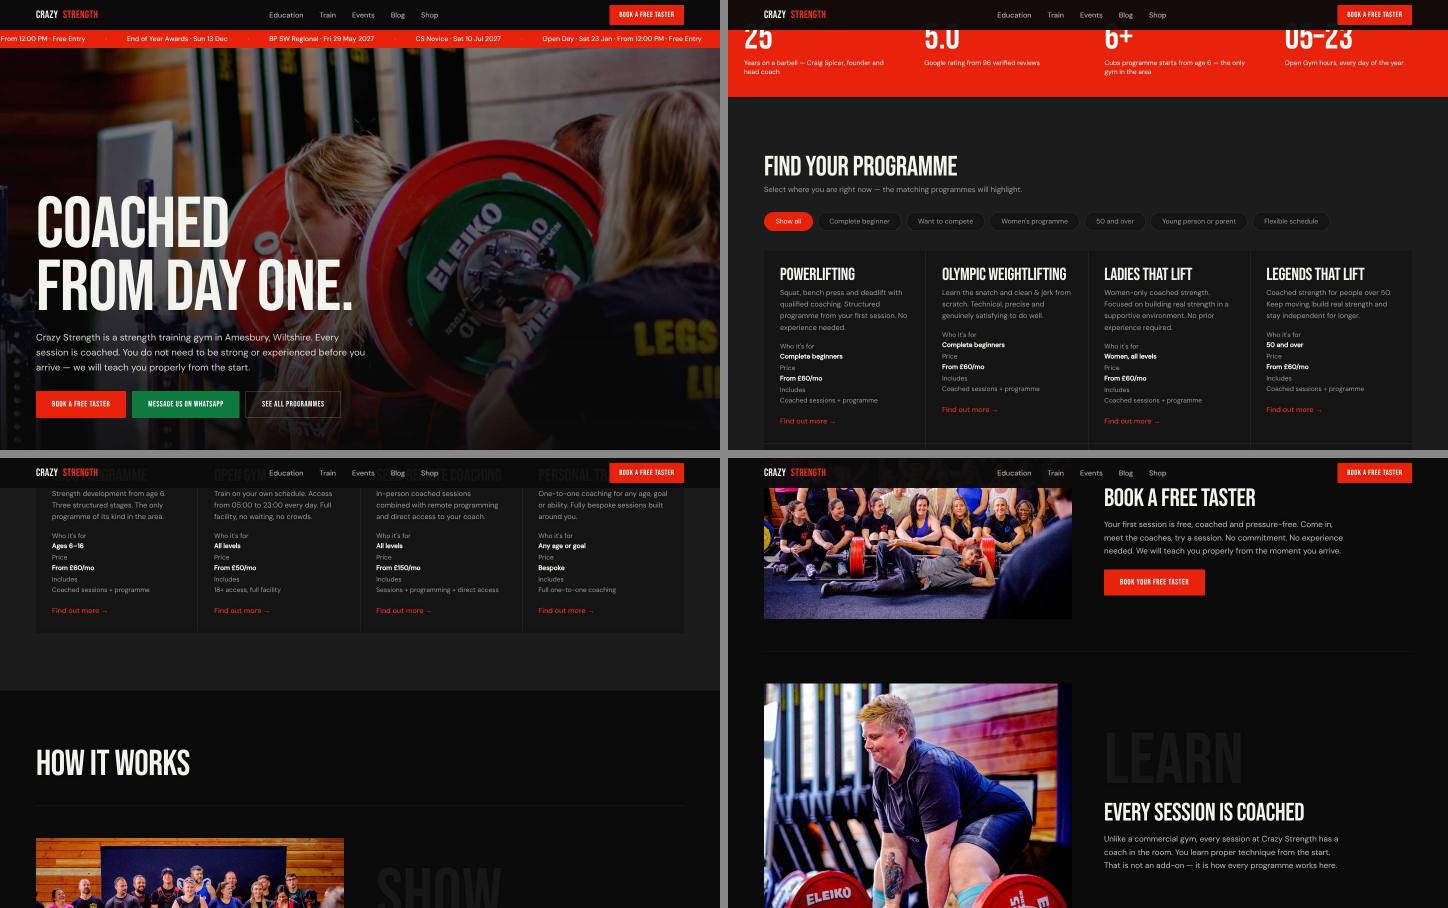 CRAZY STRENGTH
Education Train Events Blog Shop
BOOK A FREE TASTER
From 12:00 PM · Free Entry · End of Year Awards · Sun 13 Dec · BP SW Regional · Fri 29 May 2027 · CS Novice · Sat 10 Jul 2027 · Open Day · Sat 23 Jan · From 12:00 PM · Free Entry
ELEIKO
ELEIKO
LEGS
COACHED
FROM DAY ONE.
Crazy Strength is a strength training gym in Amesbury, Wiltshire. Every
session is coached. You do not need to be strong or experienced before you
arrive — we will teach you properly from the start.
BOOK A FREE TASTER
MESSAGE US ON WHATSAPP
SEE ALL PROGRAMMES
CRAZY STRENGTH
Education Train Events Blog Shop
BOOK A FREE TASTER
25
Years on a barbell — Craig Spicer, founder and
head coach
5.0
Google rating from 96 verified reviews
6+
Cubs programme starts from age 6 — the only
gym in the area
05–23
Open Gym hours, every day of the year
FIND YOUR PROGRAMME
Select where you are right now — the matching programmes will highlight.
Show all
Complete beginner
Want to compete
Women's programme
50 and over
Young person or parent
Flexible schedule
POWERLIFTING
Squat, bench press and deadlift with
qualified coaching. Structured
programme from your first session. No
experience needed.
Who it's for
Complete beginners
Price
From £60/mo
Includes
Coached sessions + programme
Find out more →
OLYMPIC WEIGHTLIFTING
Learn the snatch and clean & jerk from
scratch. Technical, precise and
genuinely satisfying to do well.
Who it's for
Complete beginners
Price
From £60/mo
Includes
Coached sessions + programme
Find out more →
LADIES THAT LIFT
Women-only coached strength.
Focused on building real strength in a
supportive environment. No prior
experience required.
Who it's for
Women, all levels
Price
From £60/mo
Includes
Coached sessions + programme
Find out more →
LEGENDS THAT LIFT
Coached strength for people over 50.
Keep moving, build real strength and
stay independent for longer.
Who it's for
50 and over
Price
From £60/mo
Includes
Coached sessions + programme
Find out more →
CRAZY STRENGTH
Education Train Events Blog Shop
BOOK A FREE TASTER
Strength development from age 6.
Three structured stages. The only
programme of its kind in the area.
Who it's for
Ages 6–16
Price
From £60/mo
Includes
Coached sessions + programme
Find out more →
OPEN GYM
Train on your own schedule. Access
from 05:00 to 23:00 every day. Full
facility, no waiting, no crowds.
Who it's for
All levels
Price
From £50/mo
Includes
18+ access, full facility
Find out more →
COACHING
In-person coached sessions
combined with remote programming
and direct access to your coach.
Who it's for
All levels
Price
From £150/mo
Includes
Sessions + programming + direct access
Find out more →
One-to-one coaching for any age, goal
or ability. Fully bespoke sessions built
around you.
Who it's for
Any age or goal
Price
Bespoke
Includes
Full one-to-one coaching
Find out more →
HOW IT WORKS
SHOW
CRAZY STRENGTH
Education Train Events Blog Shop
BOOK A FREE TASTER
BOOK A FREE TASTER
Your first session is free, coached and pressure-free. Come in,
meet the coaches, try a session. No commitment. No experience
needed. We will teach you properly from the moment you arrive.
BOOK YOUR FREE TASTER
ELEIKO
LEARN
EVERY SESSION IS COACHED
Unlike a commercial gym, every session at Crazy Strength has a
coach in the room. You learn proper technique from the start.
That is not an add-on — it is how every programme works here.